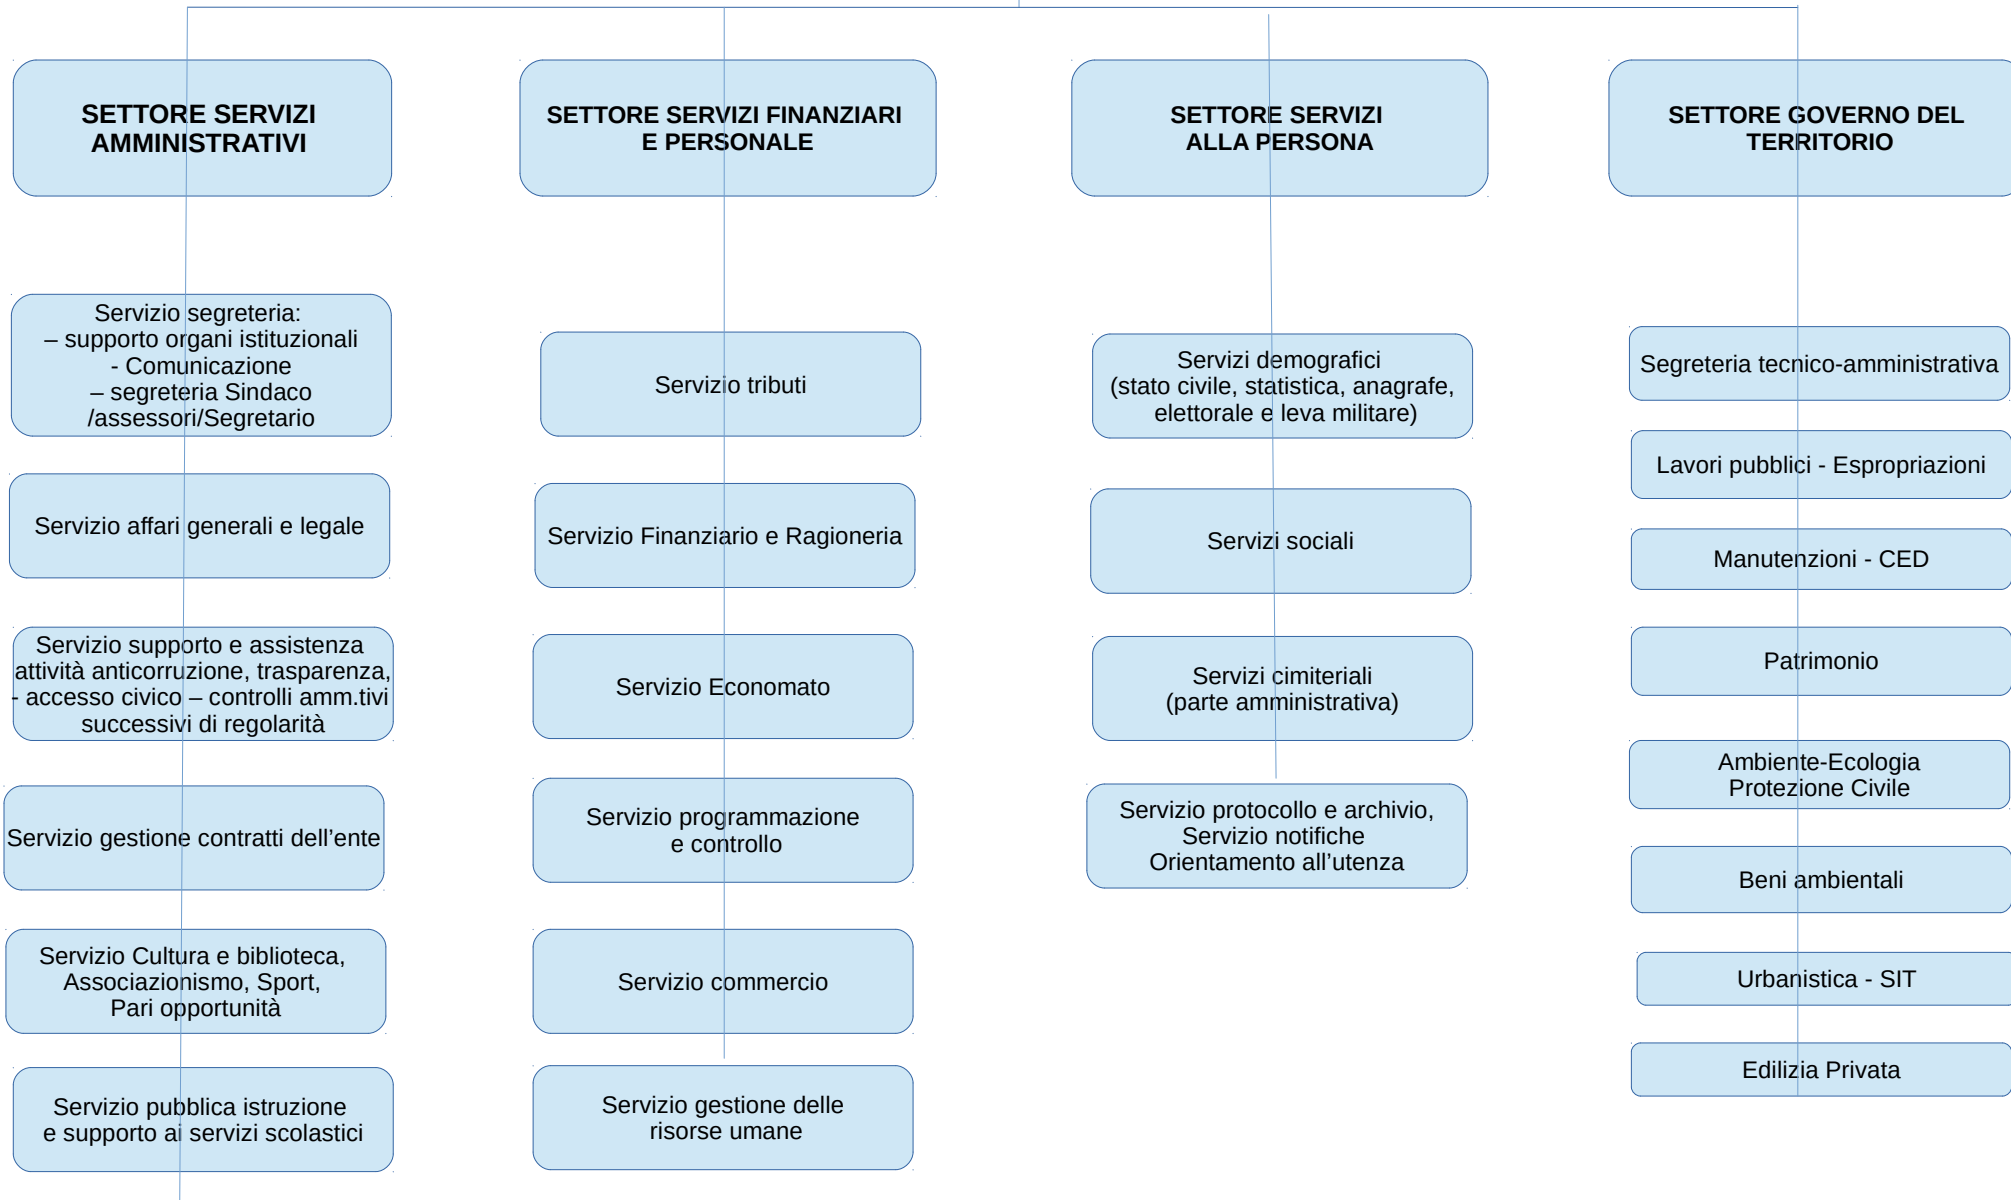 SETTORE SERVIZI
AMMINISTRATIVI
SETTORE SERVIZI FINANZIARI
E PERSONALE
SETTORE SERVIZI
ALLA PERSONA
SETTORE GOVERNO DEL
TERRITORIO
Servizio segreteria:
– supporto organi istituzionali
- Comunicazione
– segreteria Sindaco
/assessori/Segretario
Servizio affari generali e legale
Servizio supporto e assistenza
attività anticorruzione, trasparenza,
- accesso civico – controlli amm.tivi
successivi di regolarità
Servizio gestione contratti dell’ente
Servizio Cultura e biblioteca,
Associazionismo, Sport,
Pari opportunità
Servizio pubblica istruzione
e supporto ai servizi scolastici
Servizio tributi
Servizio Finanziario e Ragioneria
Servizio Economato
Servizio programmazione
e controllo
Servizio commercio
Servizio gestione delle
risorse umane
Servizi demografici
(stato civile, statistica, anagrafe,
elettorale e leva militare)
Servizi sociali
Servizi cimiteriali
(parte amministrativa)
Servizio protocollo e archivio,
Servizio notifiche
Orientamento all’utenza
Segreteria tecnico-amministrativa
Lavori pubblici - Espropriazioni
Manutenzioni - CED
Patrimonio
Ambiente-Ecologia
Protezione Civile
Beni ambientali
Urbanistica - SIT
Edilizia Privata